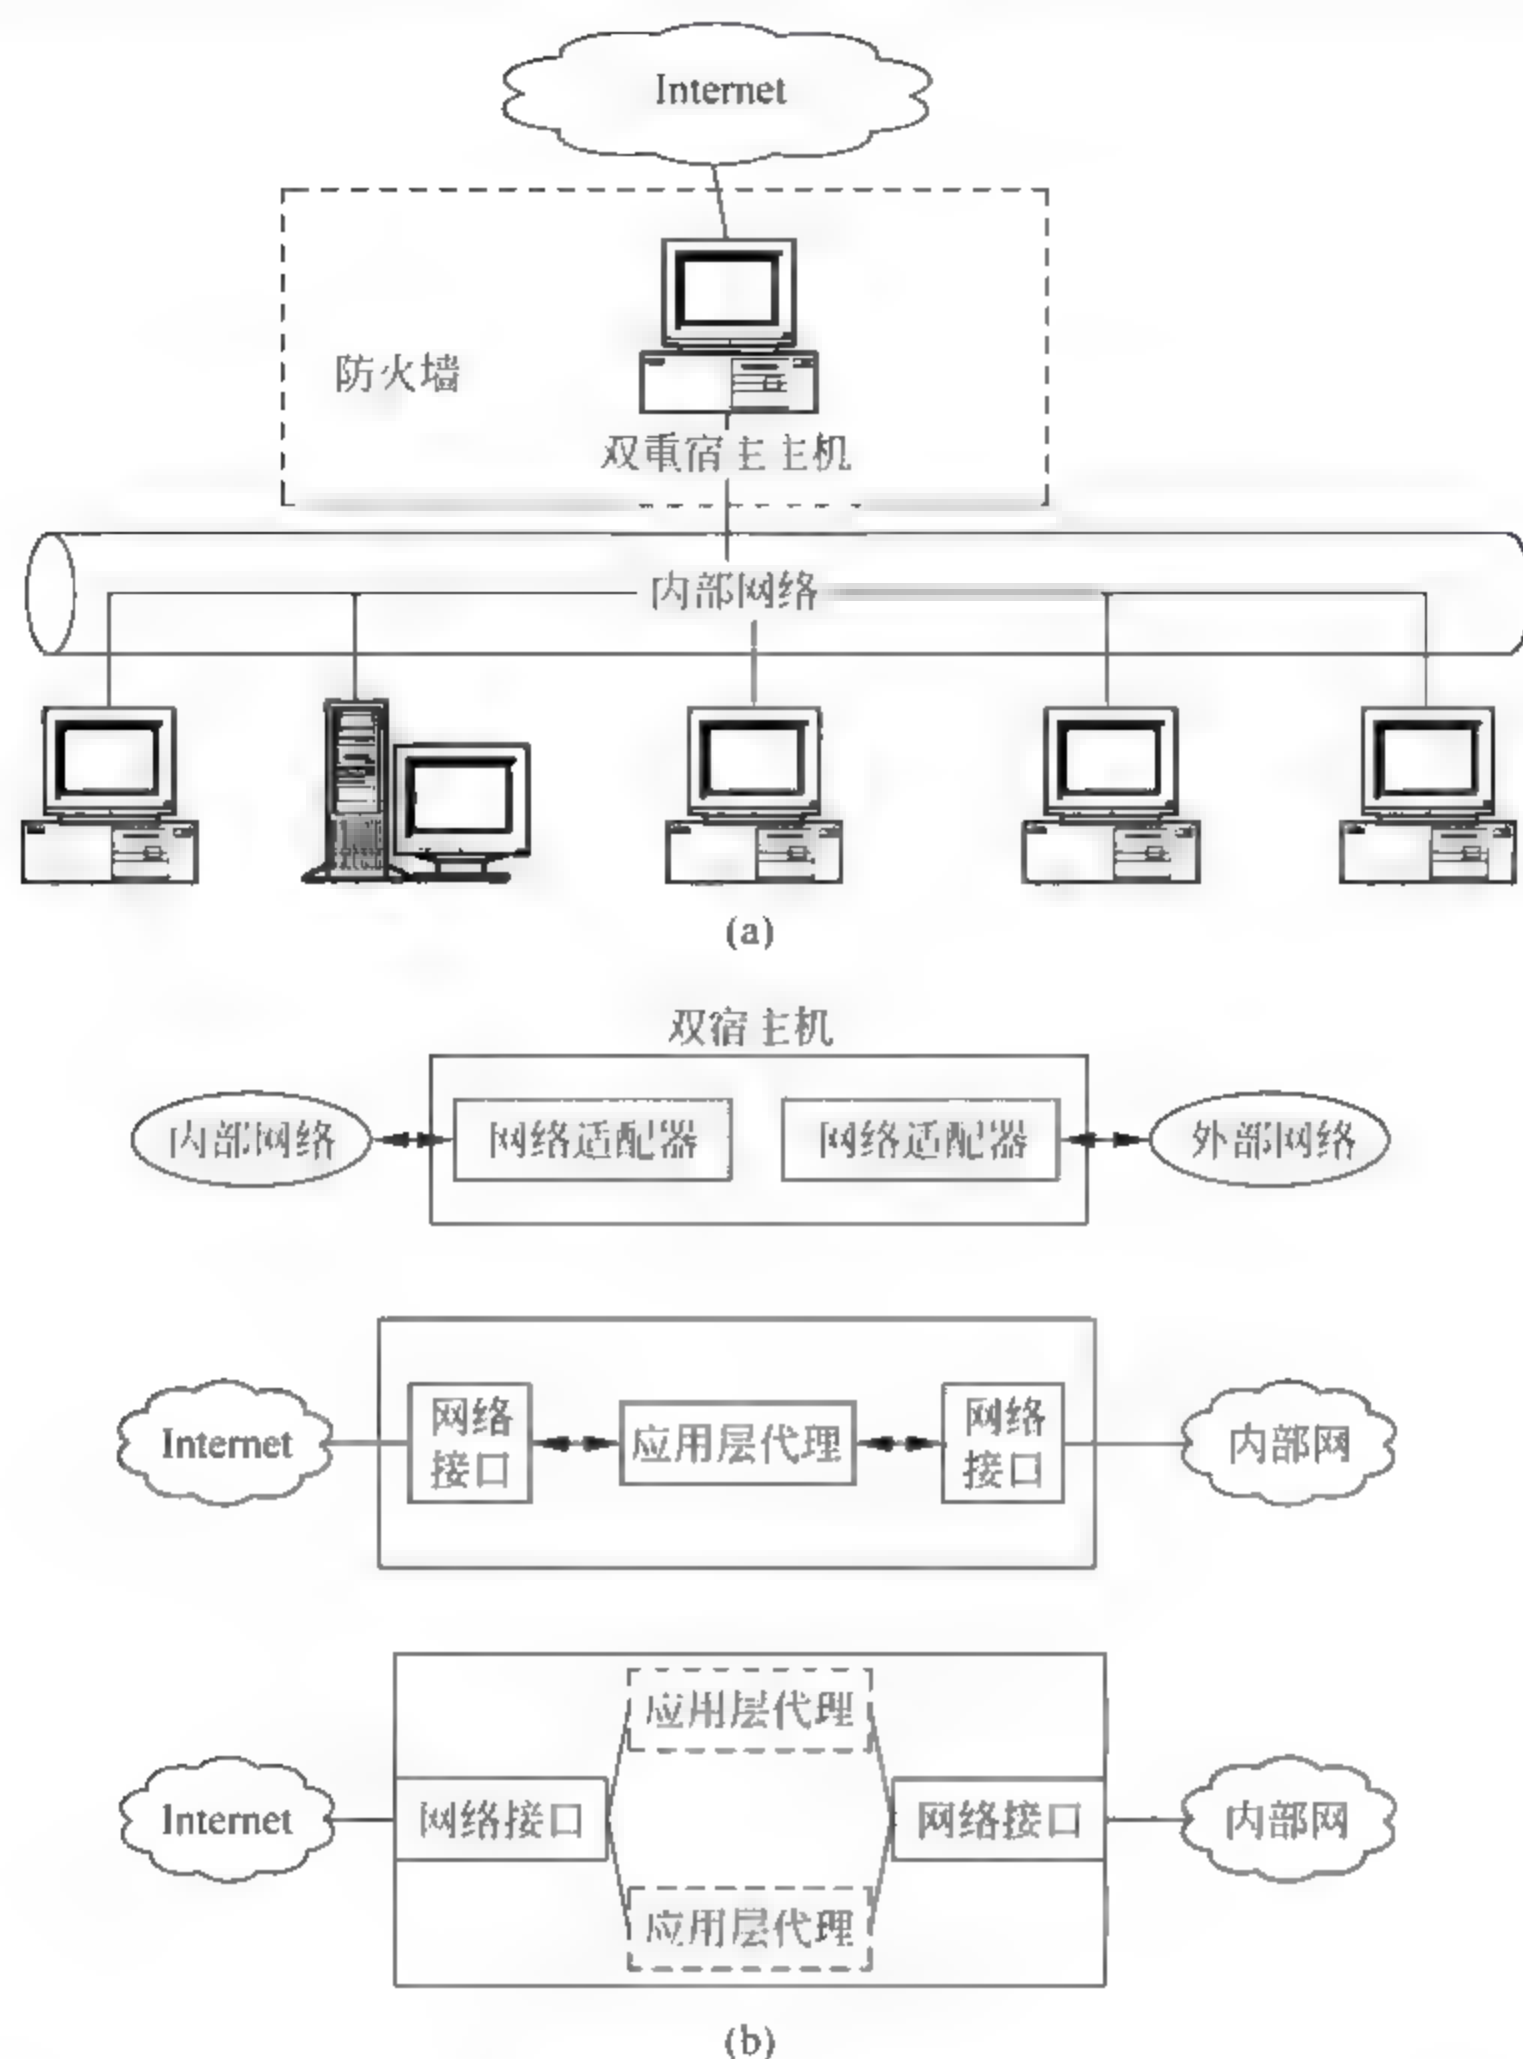 Internet
防火墙
双重宿主主机
内部网络
(a)
双宿主机
内部网络
网络适配器
网络适配器
外部网络
Internet
网络
接口
应用层代理
网络
接口
内部网
应用层代理
Internet
网络接口
网络接口
内部网
应用层代理
(b)